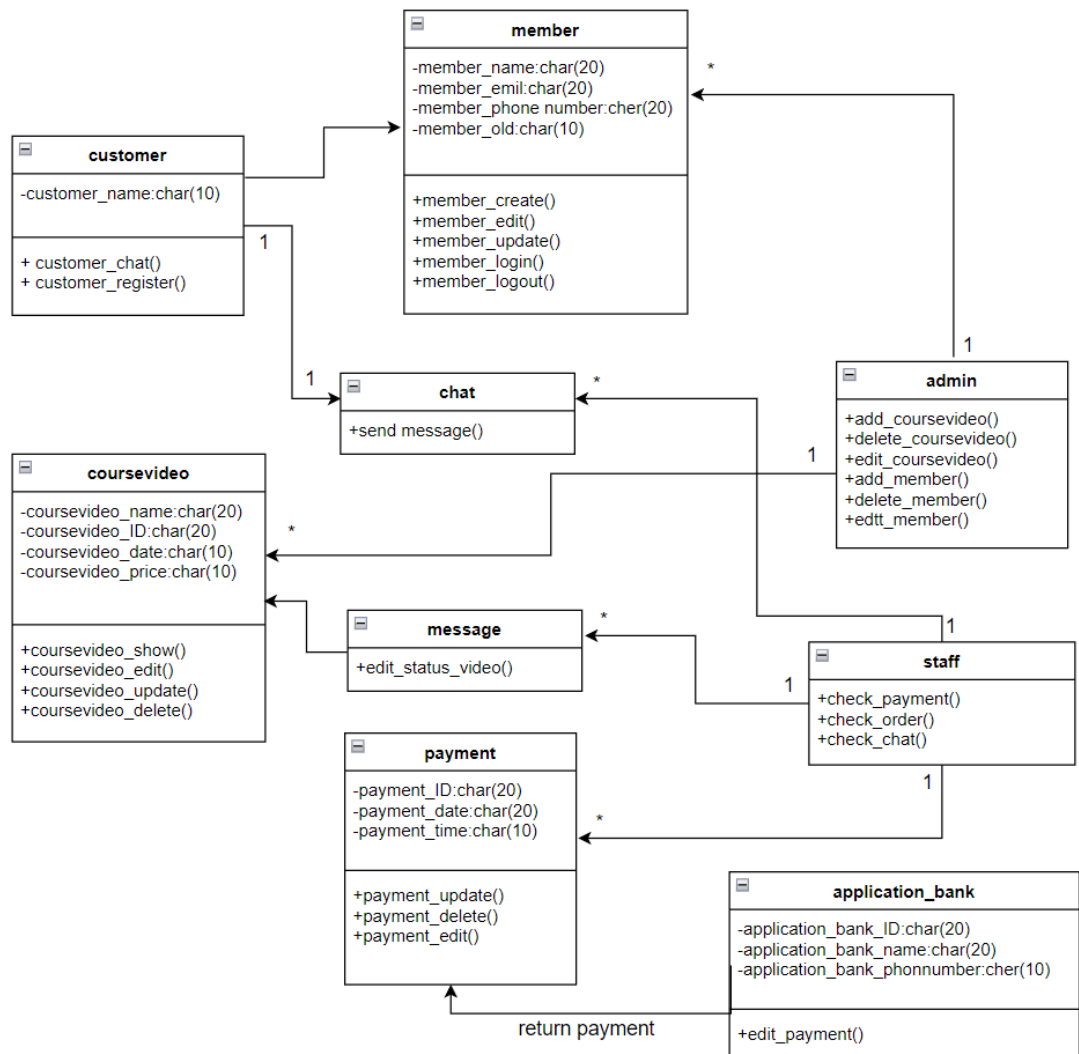 member
-member_name:char(20)
-member_emil:char(20)
-member_phone number:cher(20)
-member_old:char(10)
+member_create()
+member_edit()
+member_update()
+member_login()
+member_logout()
*
customer
-customer_name:char(10)
+ customer_chat()
+ customer_register()
1
1
chat
+send message()
*
1
admin
+add_coursevideo()
+delete_coursevideo()
+edit_coursevideo()
+add_member()
+delete_member()
+edtt_member()
1
coursevideo
-coursevideo_name:char(20)
-coursevideo_ID:char(20)
-coursevideo_date:char(10)
-coursevideo_price:char(10)
+coursevideo_show()
+coursevideo_edit()
+coursevideo_update()
+coursevideo_delete()
*
message
+edit_status_video()
*
1
1
staff
+check_payment()
+check_order()
+check_chat()
1
payment
-payment_ID:char(20)
-payment_date:char(20)
-payment_time:char(10)
+payment_update()
+payment_delete()
+payment_edit()
*
application_bank
-application_bank_ID:char(20)
-application_bank_name:char(20)
-application_bank_phonnumber:cher(10)
+edit_payment()
return payment